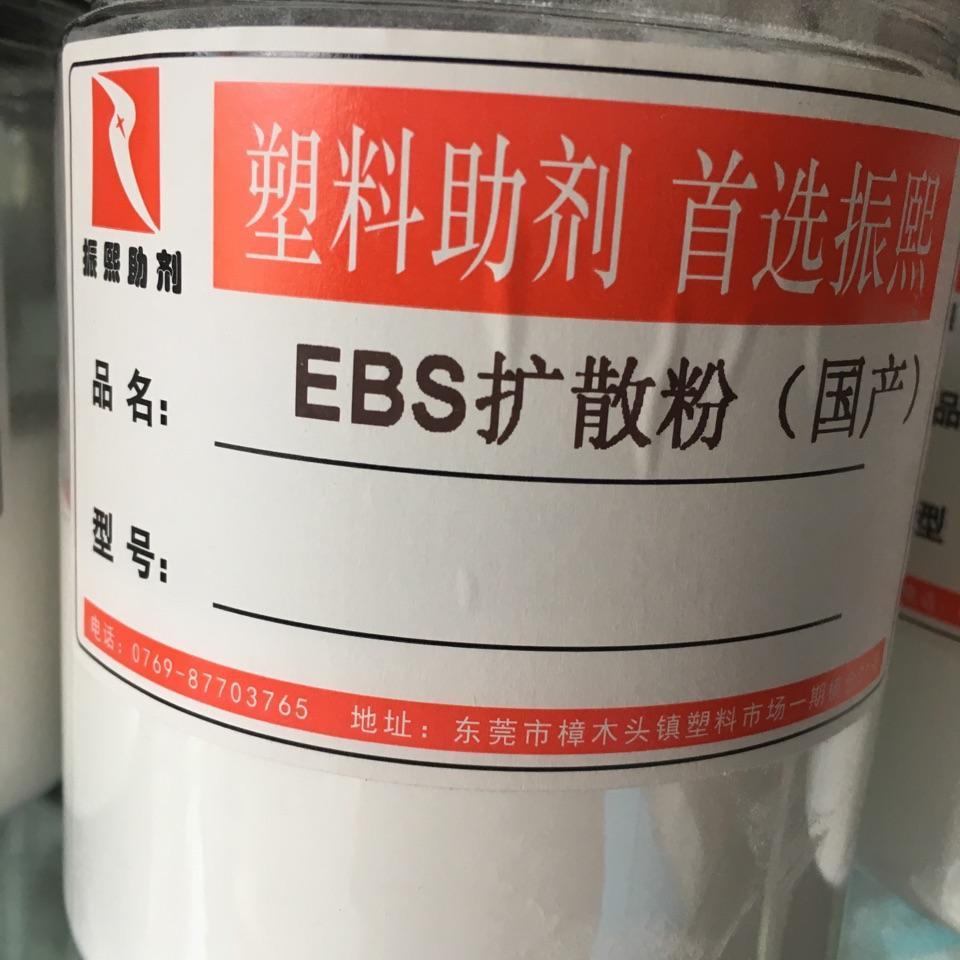 塑料助剂 首选振熙
振熙助剂
品名: EBS扩散粉（国产）
型号:
电话: 0769-87703765 地址: 东莞市樟木头镇塑料市场一期
品
型